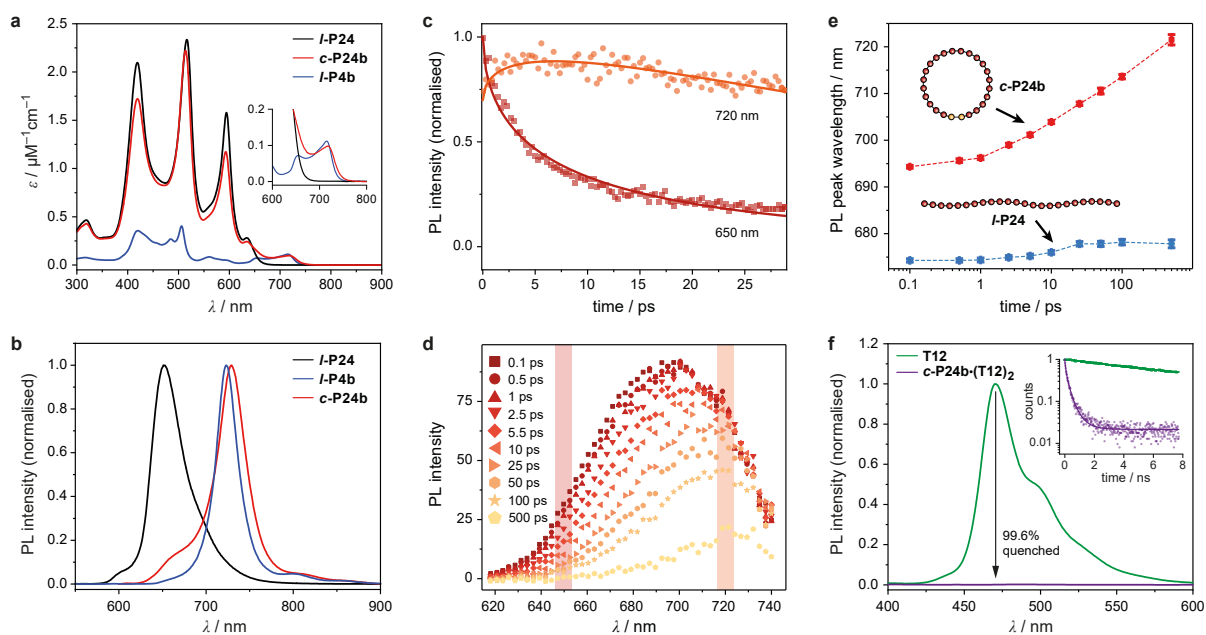 a
2.5
2.0
1.5
1.0
0.5
0.0
ε / μM⁻¹cm⁻¹
l-P24
c-P24b
l-P4b
0.2
0.1
0.0
600 700 800
300 400 500 600 700 800 900
λ / nm
b
1.0
0.8
0.6
0.4
0.2
0.0
PL intensity (normalised)
l-P24
l-P4b
c-P24b
600 700 800 900
λ / nm
c
1.0
0.5
0.0
PL intensity (normalised)
720 nm
650 nm
0 5 10 15 20 25
time / ps
d
75
50
25
0
PL intensity
0.1 ps
0.5 ps
1 ps
2.5 ps
5.5 ps
10 ps
25 ps
50 ps
100 ps
500 ps
620 640 660 680 700 720 740
λ / nm
e
720
710
700
690
680
PL peak wavelength / nm
c-P24b
l-P24
0.1 1 10 100
time / ps
f
1.2
1.0
0.8
0.6
0.4
0.2
0.0
PL intensity (normalised)
T12
c-P24b•(T12)₂
99.6%
quenched
1
0.1
0.01
counts
0 2 4 6 8
time / ns
400 450 500 550 600
λ / nm